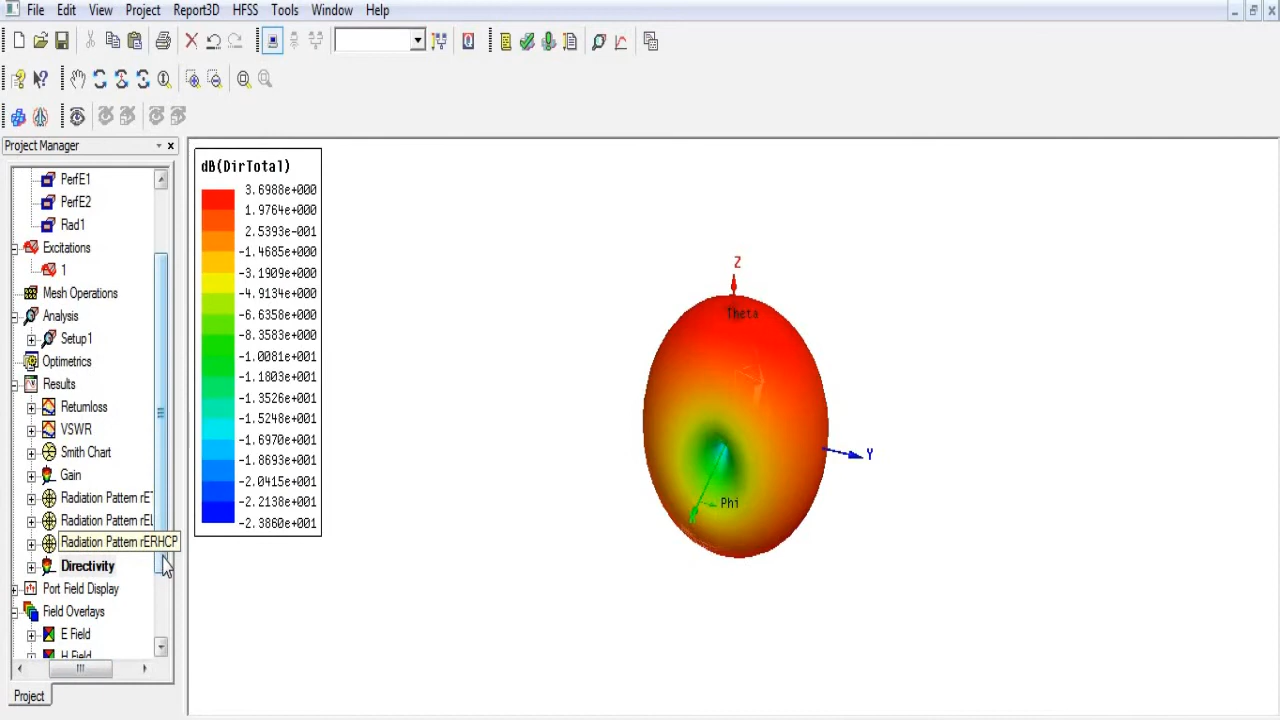 File Edit View Project Report3D HFSS Tools Window Help
Project Manager
PerfE1
PerfE2
Rad1
Excitations
1
Mesh Operations
Analysis
Setup1
Optimetrics
Results
Returnloss
VSWR
Smith Chart
Gain
Radiation Pattern rET
Radiation Pattern rEL
Radiation Pattern rERHCP
Directivity
Port Field Display
Field Overlays
E Field
H Field
Project
dB(DirTotal)
3.6988e+000
1.9764e+000
2.5393e-001
-1.4685e+000
-3.1909e+000
-4.9134e+000
-6.6358e+000
-8.3583e+000
-1.0081e+001
-1.1803e+001
-1.3526e+001
-1.5248e+001
-1.6970e+001
-1.8693e+001
-2.0415e+001
-2.2138e+001
-2.3860e+001
Z
Theta
Y
Phi